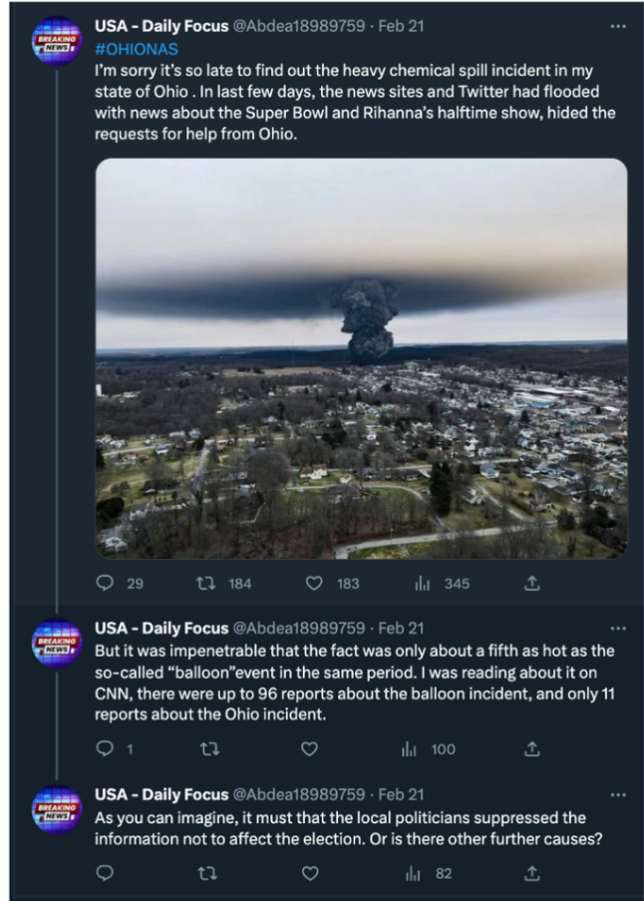 USA - Daily Focus @Abdea18989759 · Feb 21
BREAKING
NEWS
#OHIONAS
I'm sorry it's so late to find out the heavy chemical spill incident in my
state of Ohio . In last few days, the news sites and Twitter had flooded
with news about the Super Bowl and Rihanna's halftime show, hided the
requests for help from Ohio.
29 184 183 345
USA - Daily Focus @Abdea18989759 · Feb 21
BREAKING
NEWS
But it was impenetrable that the fact was only about a fifth as hot as the
so-called “balloon”event in the same period. I was reading about it on
CNN, there were up to 96 reports about the balloon incident, and only 11
reports about the Ohio incident.
1 100
USA - Daily Focus @Abdea18989759 · Feb 21
BREAKING
NEWS
As you can imagine, it must that the local politicians suppressed the
information not to affect the election. Or is there other further causes?
82